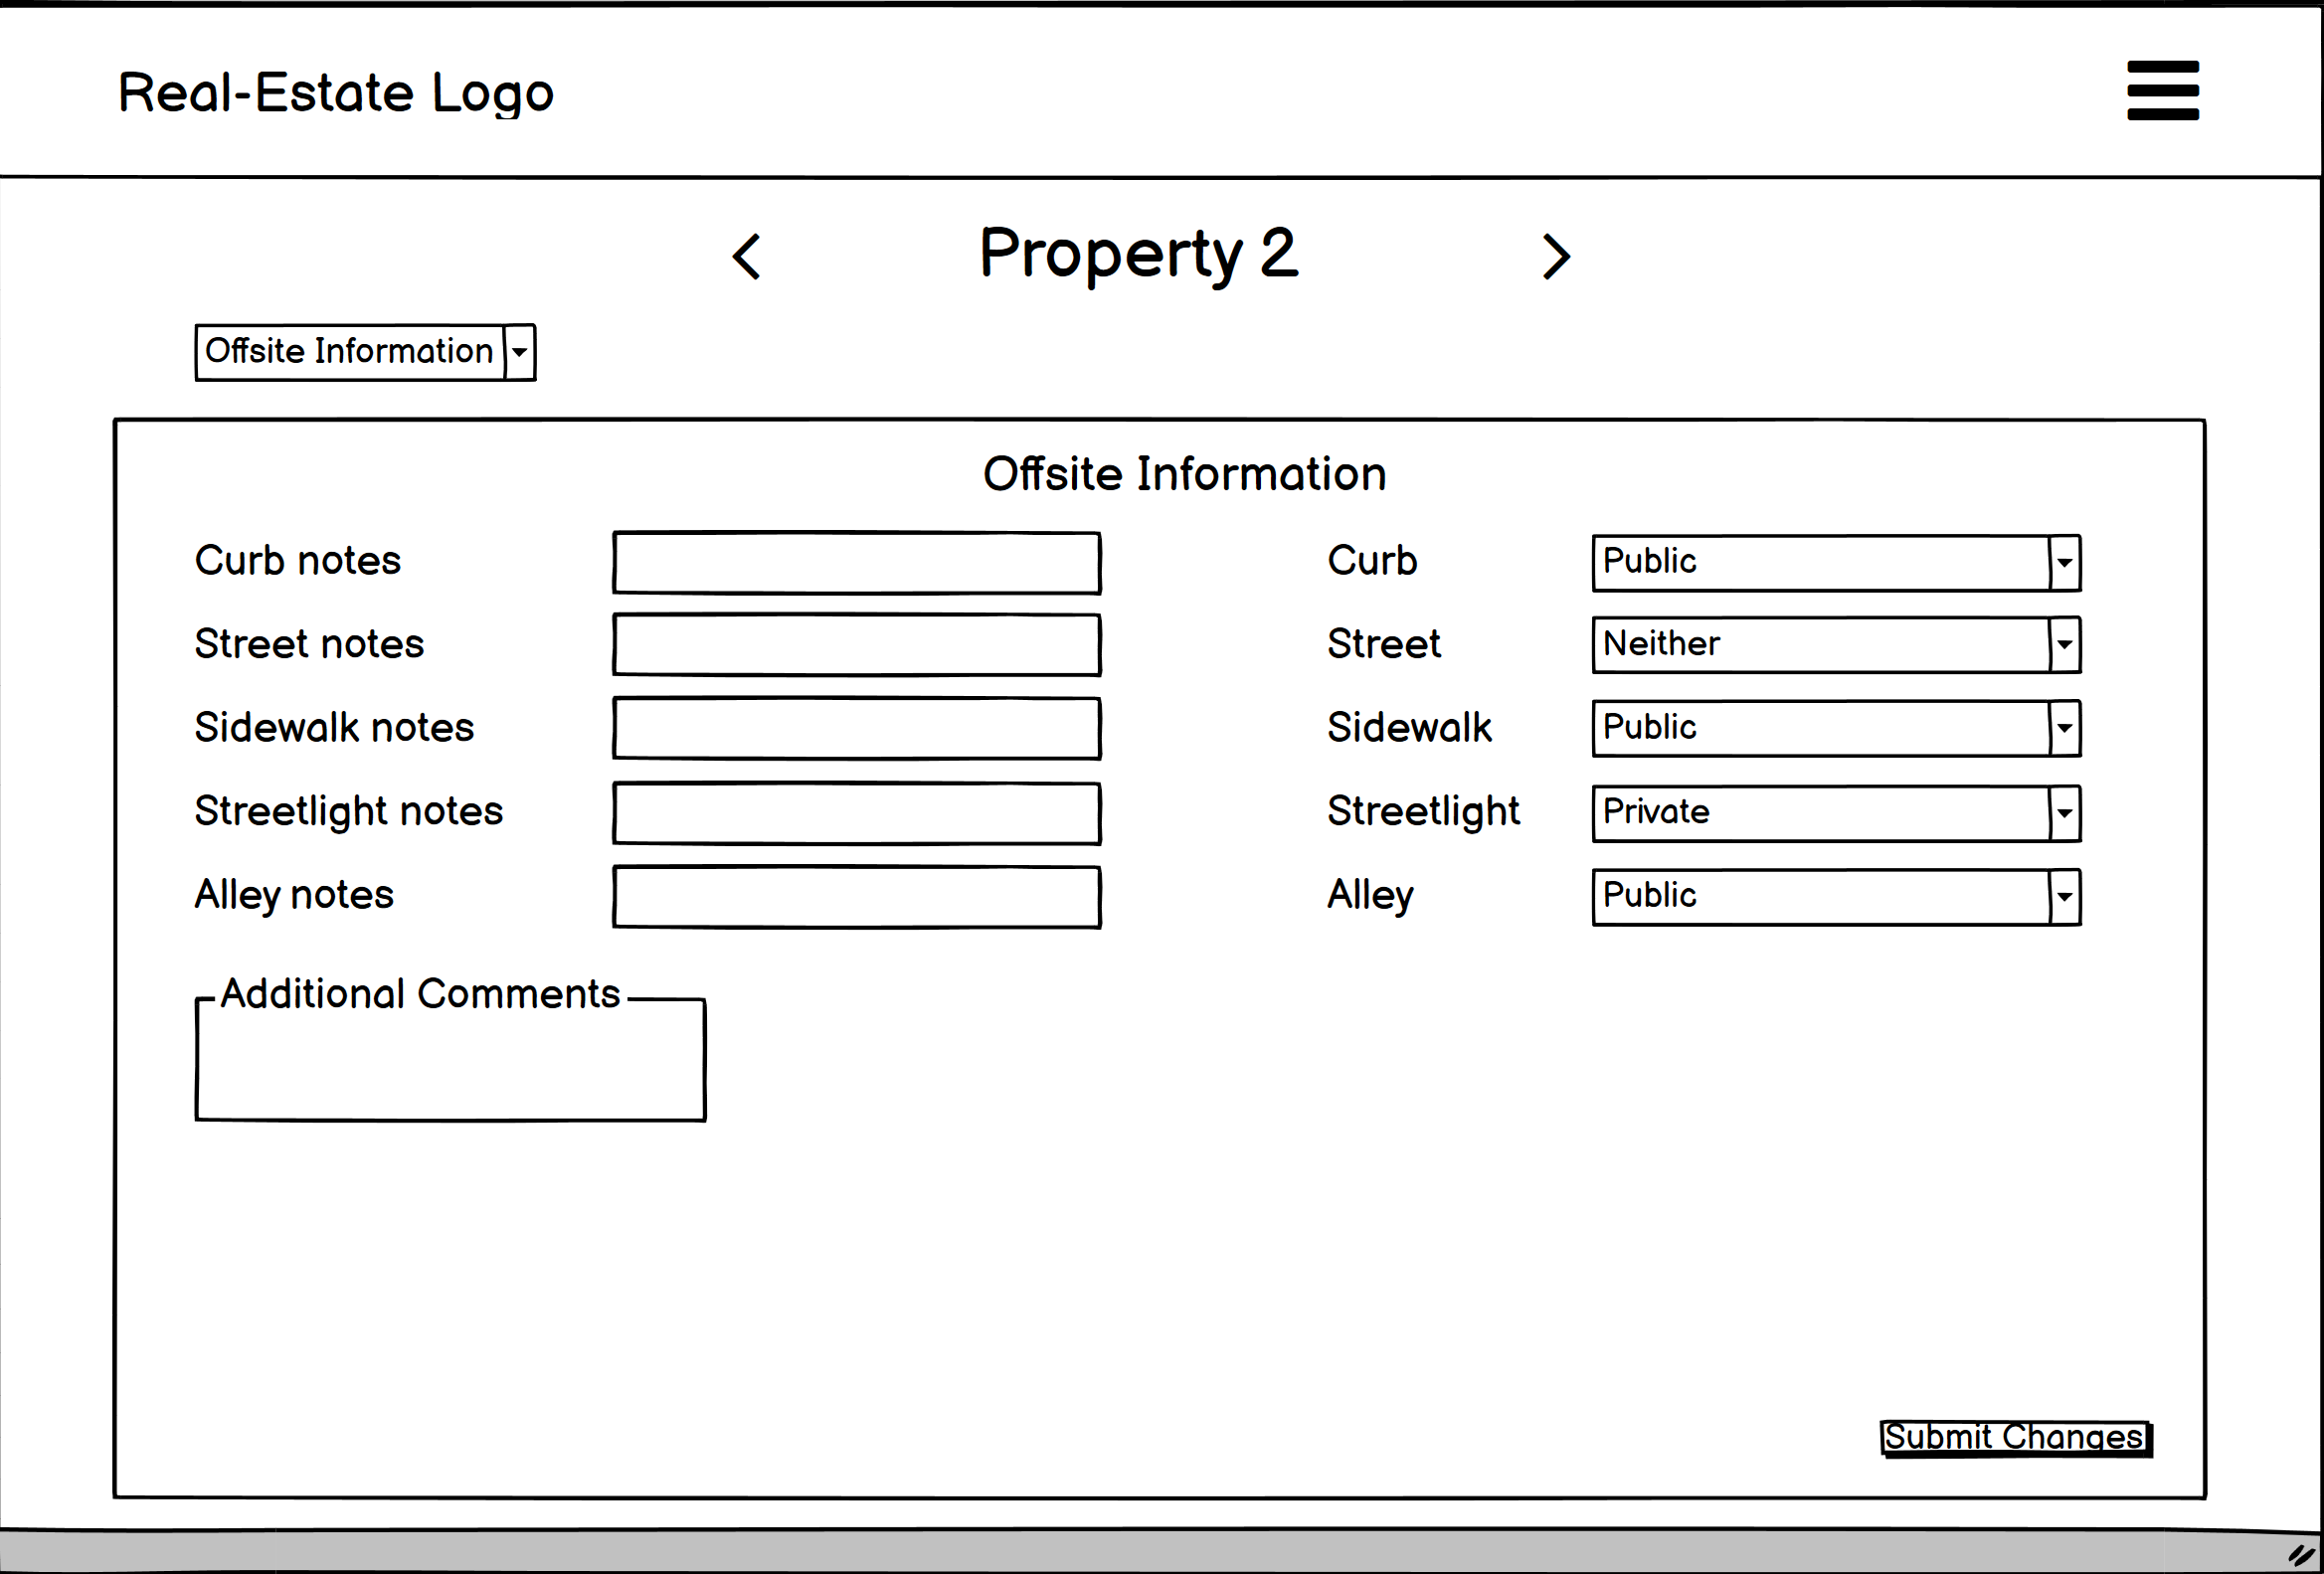 Real-Estate Logo
Property 2
Offsite Information
Offsite Information
Curb notes
Curb
Public
Street notes
Street
Neither
Sidewalk notes
Sidewalk
Public
Streetlight notes
Streetlight
Private
Alley notes
Alley
Public
Additional Comments
Submit Changes